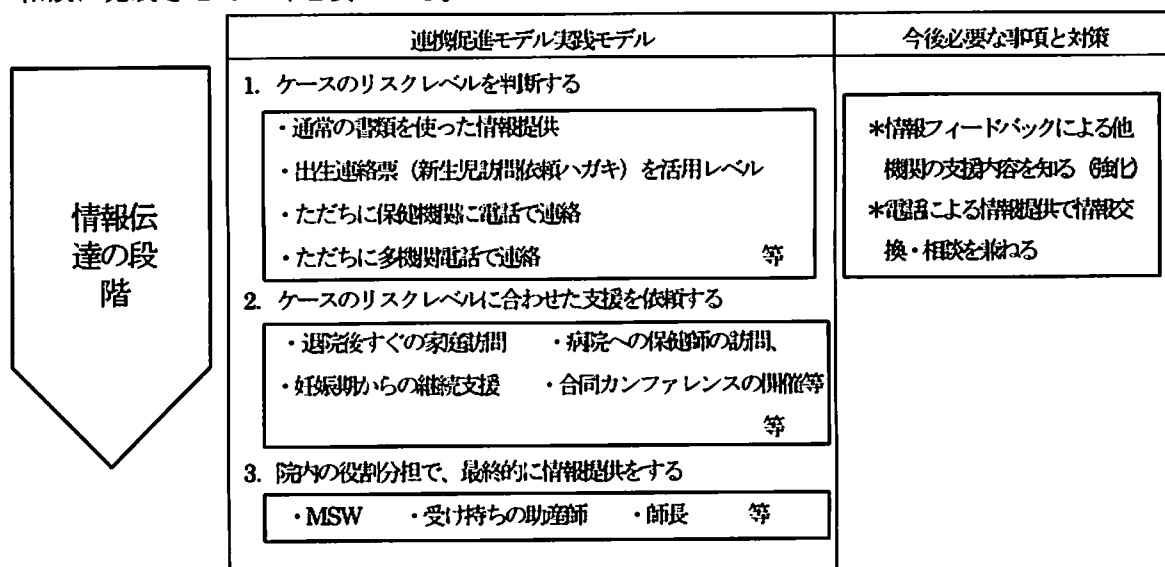 連携促進モデル実践モデル
今後必要な事項と対策
情報伝
達の段
階
1. ケースのリスクレベルを判断する
・通常の書類を使った情報提供
・出生連絡票（新生児訪問依頼ハガキ）を活用レベル
・ただちに保健機関に電話で連絡
・ただちに多機関電話で連絡 等
2. ケースのリスクレベルに合わせた支援を依頼する
・退院後すぐの家庭訪問 ・病院への保健師の訪問、
・妊娠期からの継続支援 ・合同カンファレンスの開催等
等
3. 院内の役割分担で、最終的に情報提供をする
・MSW ・受け持ちの助産師 ・師長 等
*情報フィードバックによる他
機関の支援内容を知る（強化）
*電話による情報提供で情報交
換・相談を兼ねる